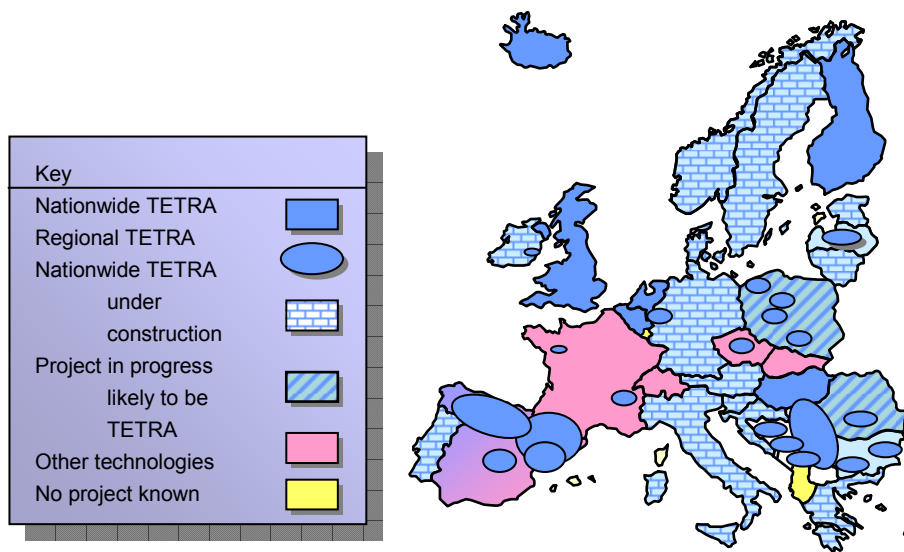 Key
Nationwide TETRA
Regional TETRA
Nationwide TETRA
under
construction
Project in progress
likely to be
TETRA
Other technologies
No project known